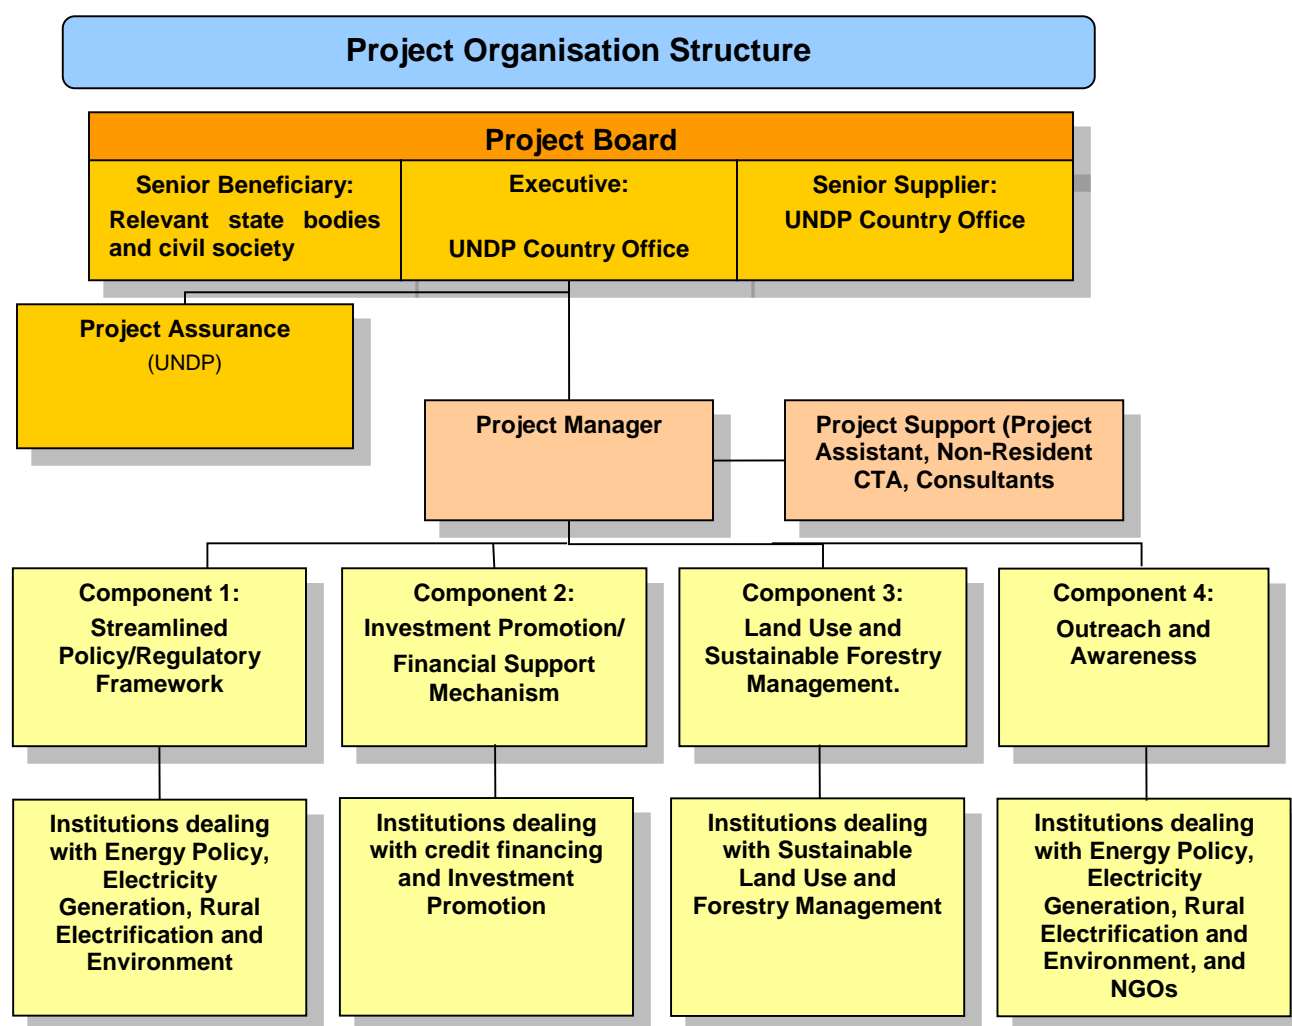 Project Organisation Structure
Project Board
Senior Beneficiary:
Relevant state bodies
and civil society
Executive:
UNDP Country Office
Senior Supplier:
UNDP Country Office
Project Assurance
(UNDP)
Project Manager
Project Support (Project
Assistant, Non-Resident
CTA, Consultants
Component 1:
Streamlined
Policy/Regulatory
Framework
Component 2:
Investment Promotion/
Financial Support
Mechanism
Component 3:
Land Use and
Sustainable Forestry
Management.
Component 4:
Outreach and
Awareness
Institutions dealing
with Energy Policy,
Electricity
Generation, Rural
Electrification and
Environment
Institutions dealing
with credit financing
and Investment
Promotion
Institutions dealing
with Sustainable
Land Use and
Forestry Management
Institutions dealing
with Energy Policy,
Electricity
Generation, Rural
Electrification and
Environment, and
NGOs